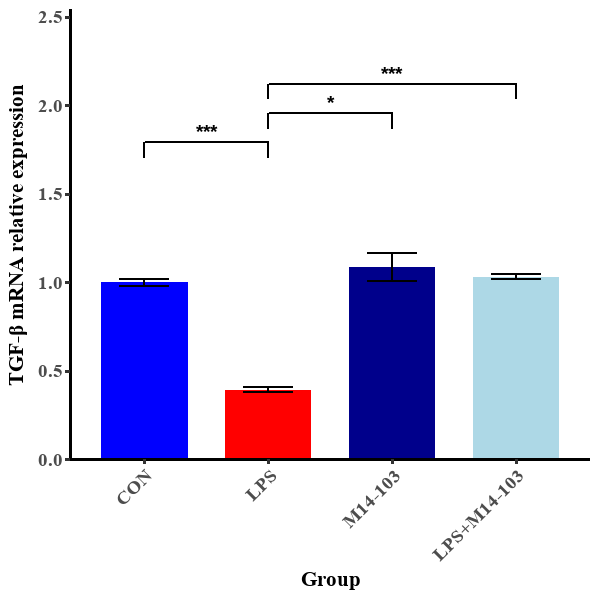 TGF-β mRNA relative expression
2.5
2.0
1.5
1.0
0.5
0.0
***
*
***
CON
LPS
M14-103
LPS+M14-103
Group